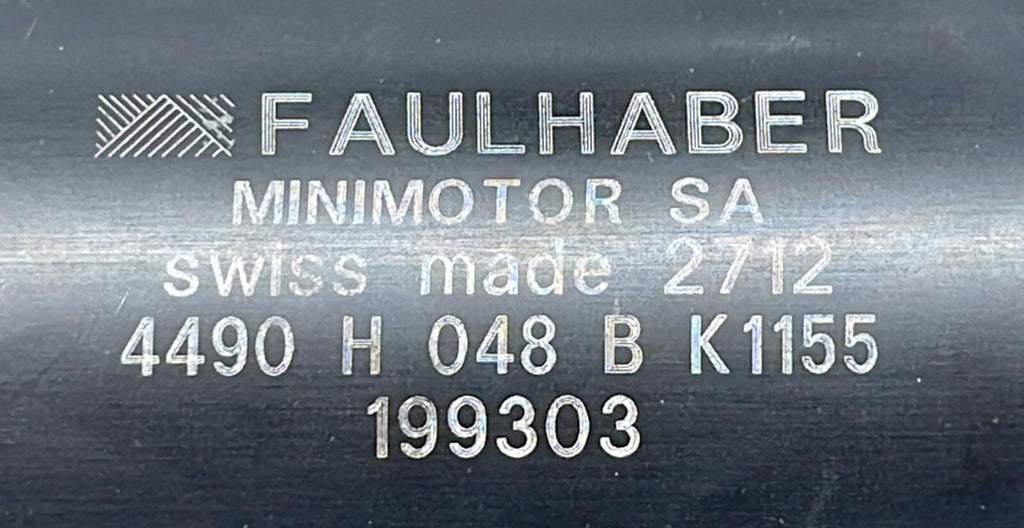 FAULHABER
MINIMOTOR SA
swiss made 2712
4490 H 048 B K1155
199303